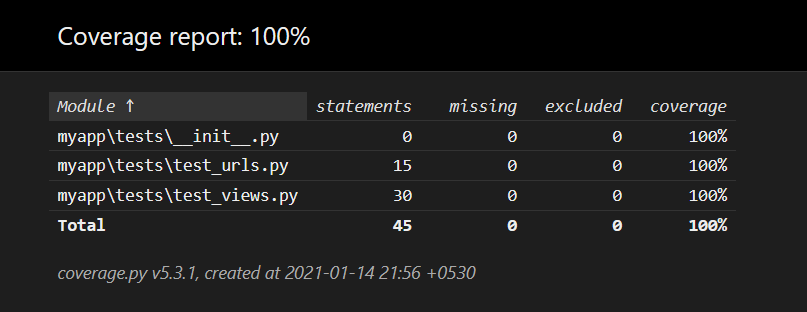 Coverage report: 100%
Module ↑ statements missing excluded coverage
myapp\tests\__init__.py 0 0 0 100%
myapp\tests\test_urls.py 15 0 0 100%
myapp\tests\test_views.py 30 0 0 100%
Total 45 0 0 100%
coverage.py v5.3.1, created at 2021-01-14 21:56 +0530